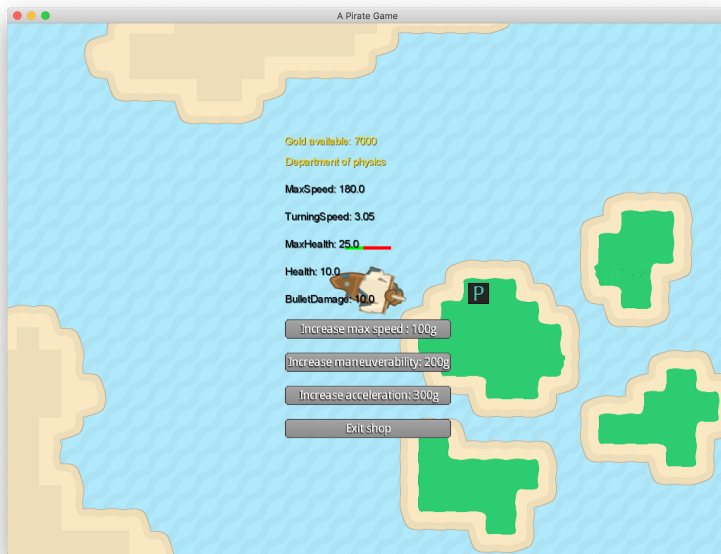 A Pirate Game
Gold available: 7000
Department of physics
MaxSpeed: 180.0
TurningSpeed: 3.05
MaxHealth: 25.0
Health: 10.0
P
BulletDamage: 10.0
Increase max speed : 100g
Increase maneuverability: 200g
Increase acceleration: 300g
Exit shop